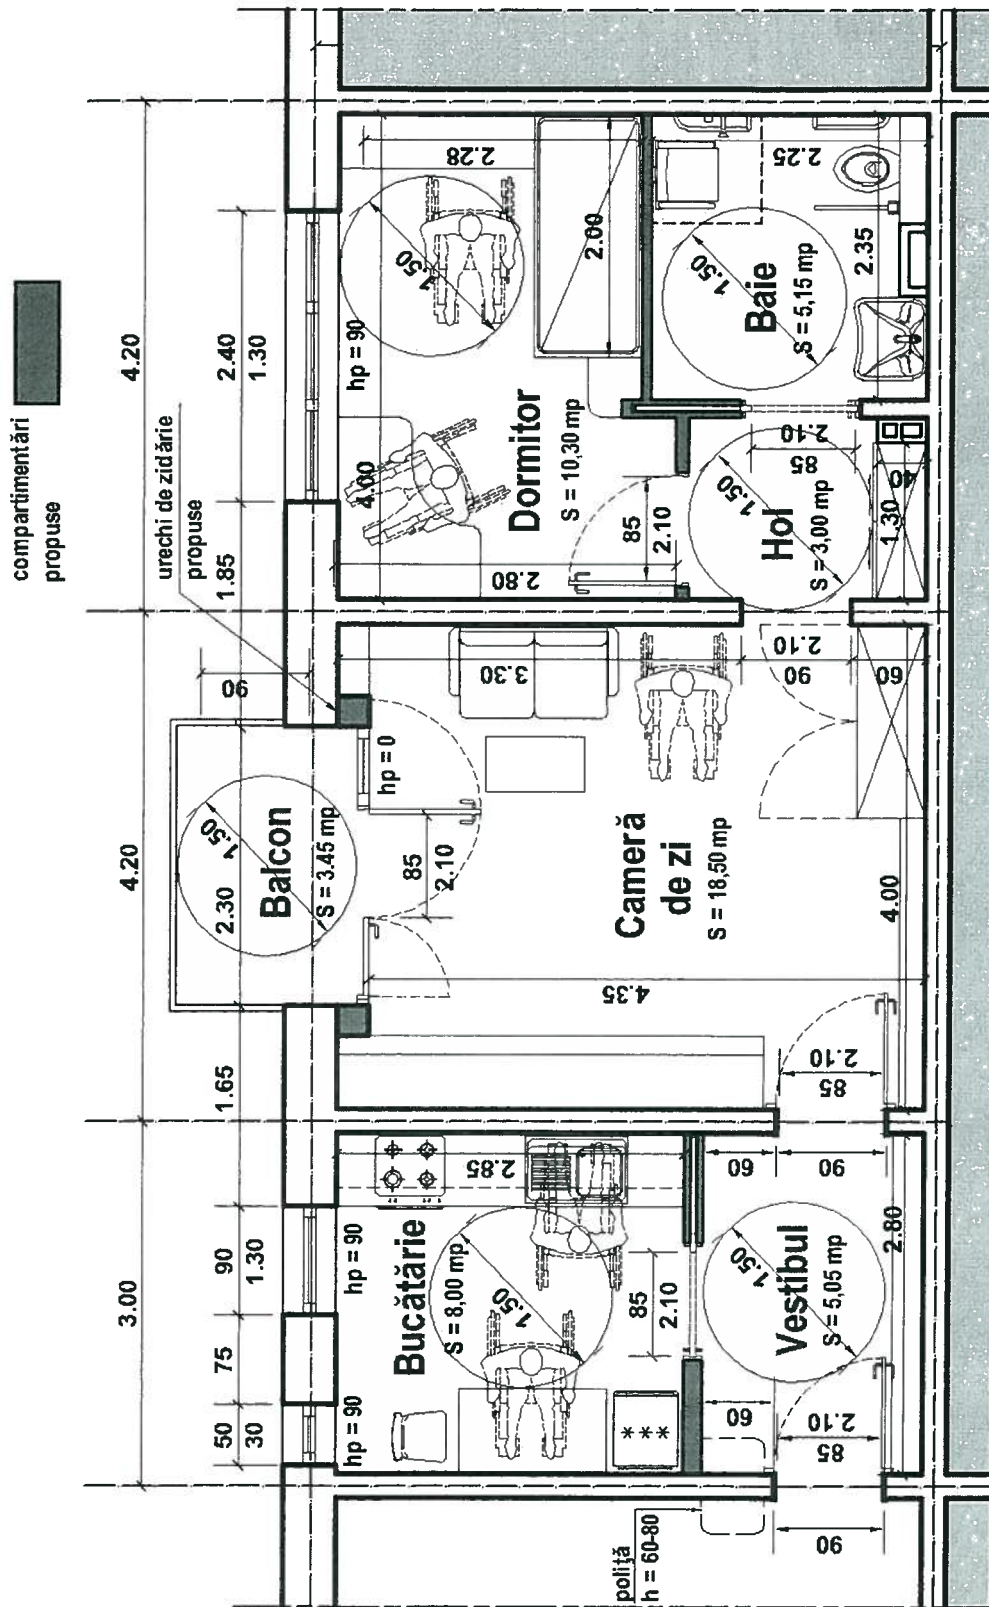 compartimentări
propuse
urechi de zidărie
propuse
3.00
4.20
4.20
50
30
75
90
1.30
1.65
2.30
1.85
2.40
1.30
90
Balcon
S = 3.45 mp
1.50
hp = 90
hp = 90
Bucătărie
S = 8,00 mp
1.50
2.85
85
2.10
***
Vestibul
S = 5,05 mp
1.50
60
60
85
2.10
90
90
2.80
poliţă
h = 60-80
hp = 0
85
2.10
Cameră
de zi
S = 18,50 mp
4.35
3.30
4.00
85
2.10
90
2.10
60
hp = 90
Dormitor
S = 10,30 mp
4.60
2.80
2.28
1.50
2.00
85
2.10
Hol
S = 3,00 mp
1.50
85
2.10
1.30
40
Baie
S = 5,15 mp
1.50
2.25
2.35